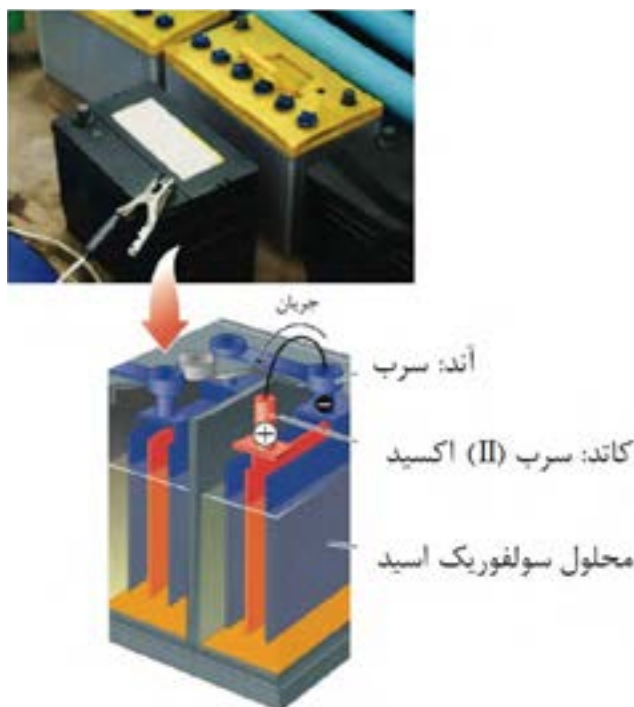 جریان
آند: سرب
کاتد: سرب (II) اکسید
محلول سولفوریک اسید